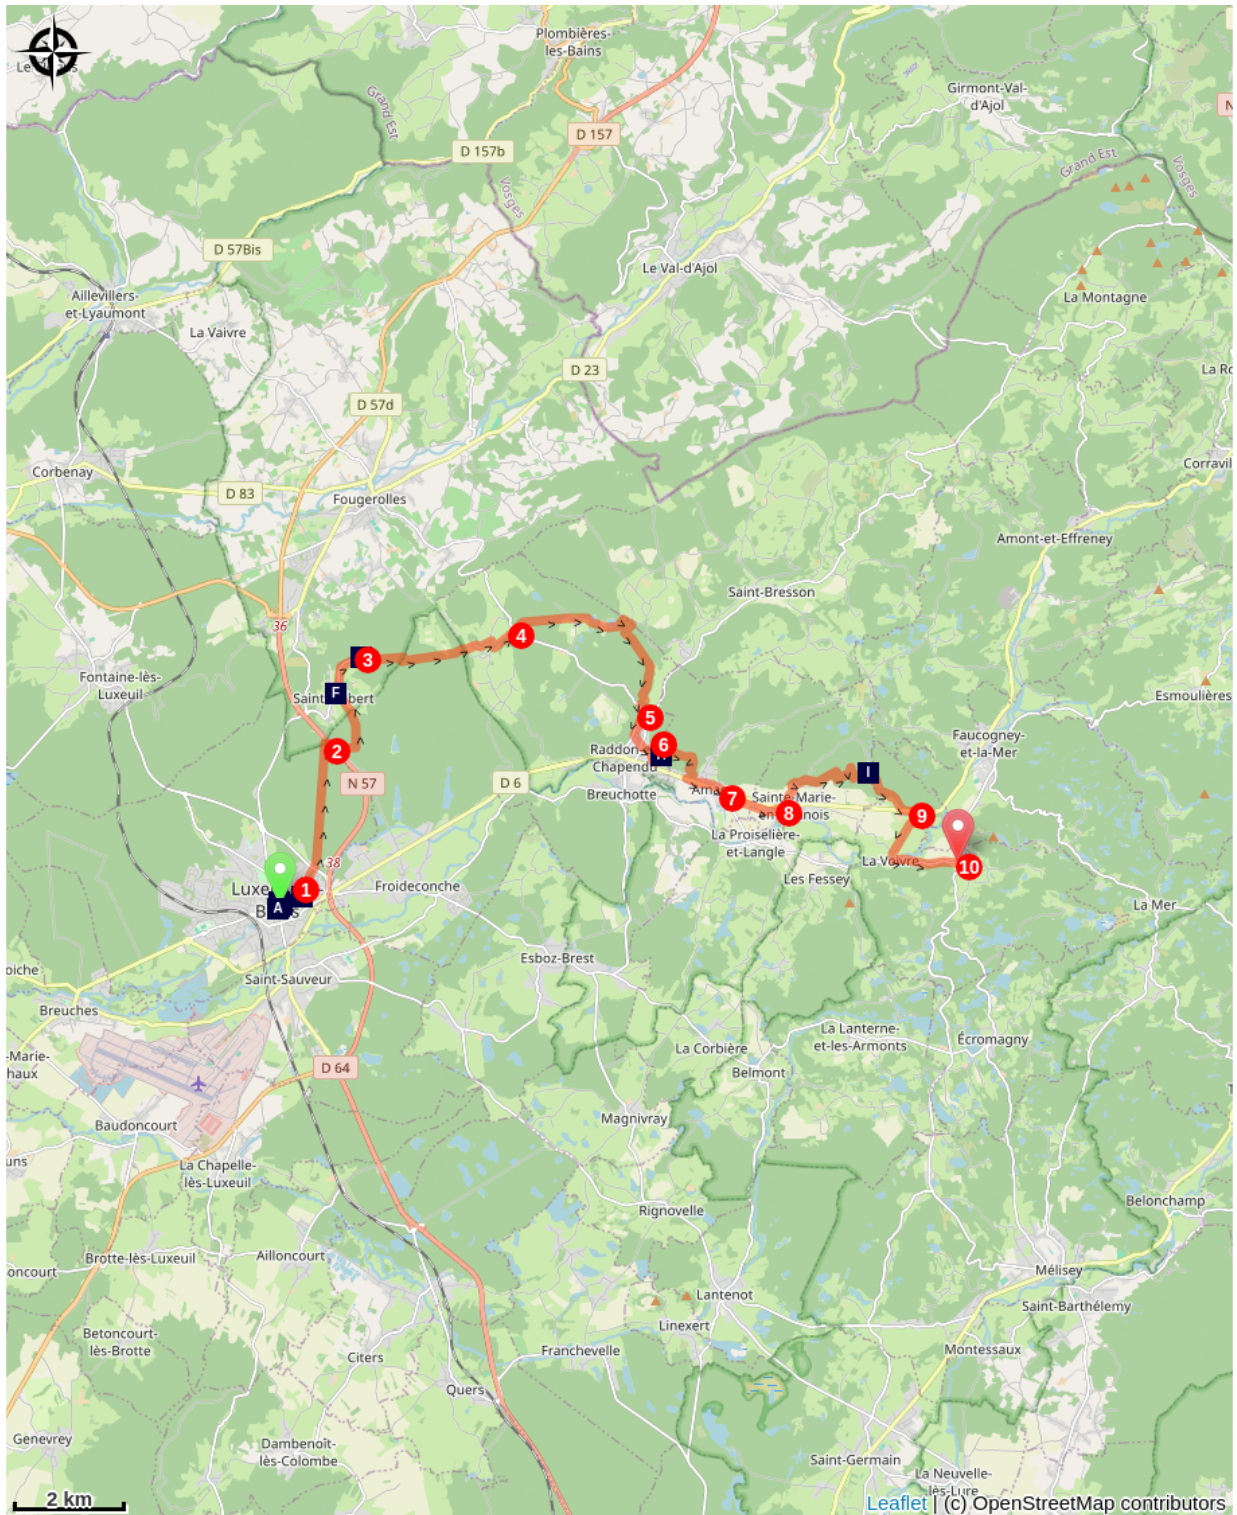 Plombières-
les-Bains
Girmont-Val-
d'Ajol
Grand Est
D 157
D 157b
Grand Est
Vosges
Vosges
D 57Bis
Le Val-d'Ajol
Aillevillers-
et-Lyaumont
La Montagne
La Vaivre
D 23
D 57d
Corbenay
Corravil
D 83
Fougerolles
Amont-et-Effreney
Saint-Bresson
36
4
3
Fontaine-lès-
Luxeuil
F
Esmoulières
5
Faucogney-
et-la-Mer
6
2
Raddon
Chapendu
I
N 57
D 6
Breuchotte
7
Sainte-Marie-
8
9
La Proiselière-
et-Langle
38
La Voivre
10
1
Froideconche
Les Fessey
A
La Mer
Esboz-Brest
Saint-Sauveur
Breuches
La Lanterne-
et-les-Armonts
Écromagny
La Corbière
-Marie-
haux
D 64
Belmont
Magnivray
Baudoncourt
La Chapelle-
lès-Luxeuil
Belonchamp
Rignovelle
Brotte-lès-Luxeuil
Ailloncourt
Mélisey
oncourt
Lantenot
Saint-Barthélemy
Linexert
Betoncourt-
lès-Brotte
Citers
Franchevelle
Montessaux
Quers
Genevrey
Dambenoît-
lès-Colombe
Saint-Germain
La Neuvelle-
lès-Lure
2 km
Leaflet | (c) OpenStreetMap contributors